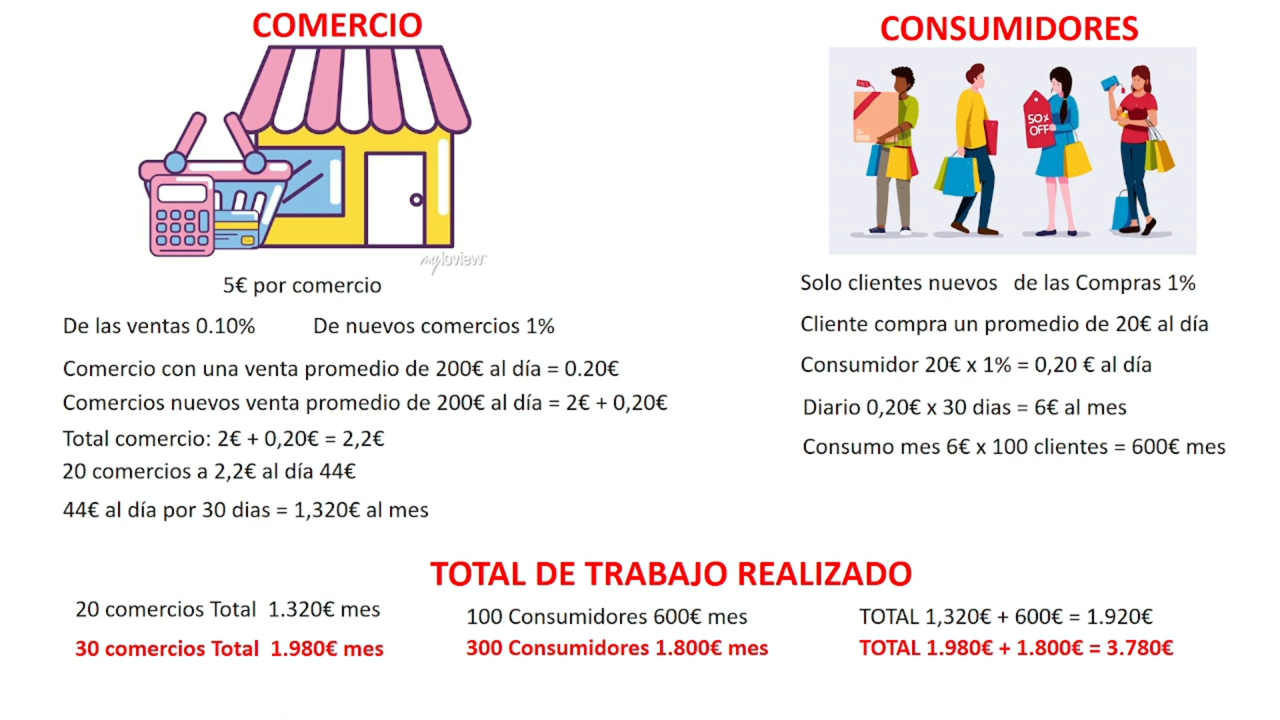 COMERCIO
5€ por comercio
De las ventas 0.10% De nuevos comercios 1%
Comercio con una venta promedio de 200€ al día = 0.20€
Comercios nuevos venta promedio de 200€ al día = 2€ + 0,20€
Total comercio: 2€ + 0,20€ = 2,2€
20 comercios a 2,2€ al día 44€
44€ al día por 30 dias = 1,320€ al mes
myloview
CONSUMIDORES
SALE
50%
OFF
Solo clientes nuevos de las Compras 1%
Cliente compra un promedio de 20€ al día
Consumidor 20€ x 1% = 0,20 € al día
Diario 0,20€ x 30 dias = 6€ al mes
Consumo mes 6€ x 100 clientes = 600€ mes
TOTAL DE TRABAJO REALIZADO
20 comercios Total 1.320€ mes
30 comercios Total 1.980€ mes
100 Consumidores 600€ mes
300 Consumidores 1.800€ mes
TOTAL 1,320€ + 600€ = 1.920€
TOTAL 1.980€ + 1.800€ = 3.780€